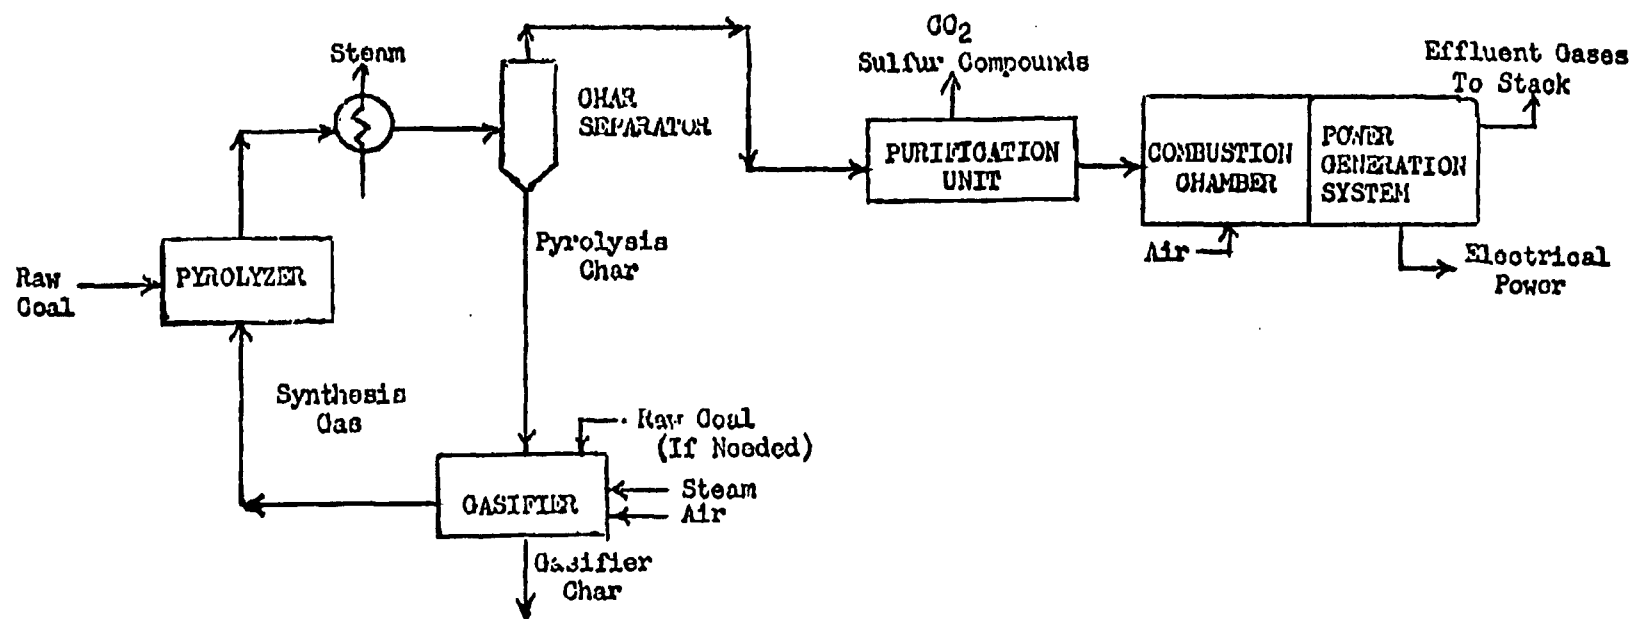 Steam
CHAR
SEPARATOR
CO2
Sulfur Compounds
PURIFICATION
UNIT
COMBUSTION
CHAMBER
POWER
GENERATION
SYSTEM
Effluent Gases
To Stack
Air
Electrical
Power
Raw
Coal
PYROLYZER
Pyrolysis
Char
Synthesis
Gas
Raw Coal
(If Needed)
Steam
Air
GASIFIER
Gasifier
Char